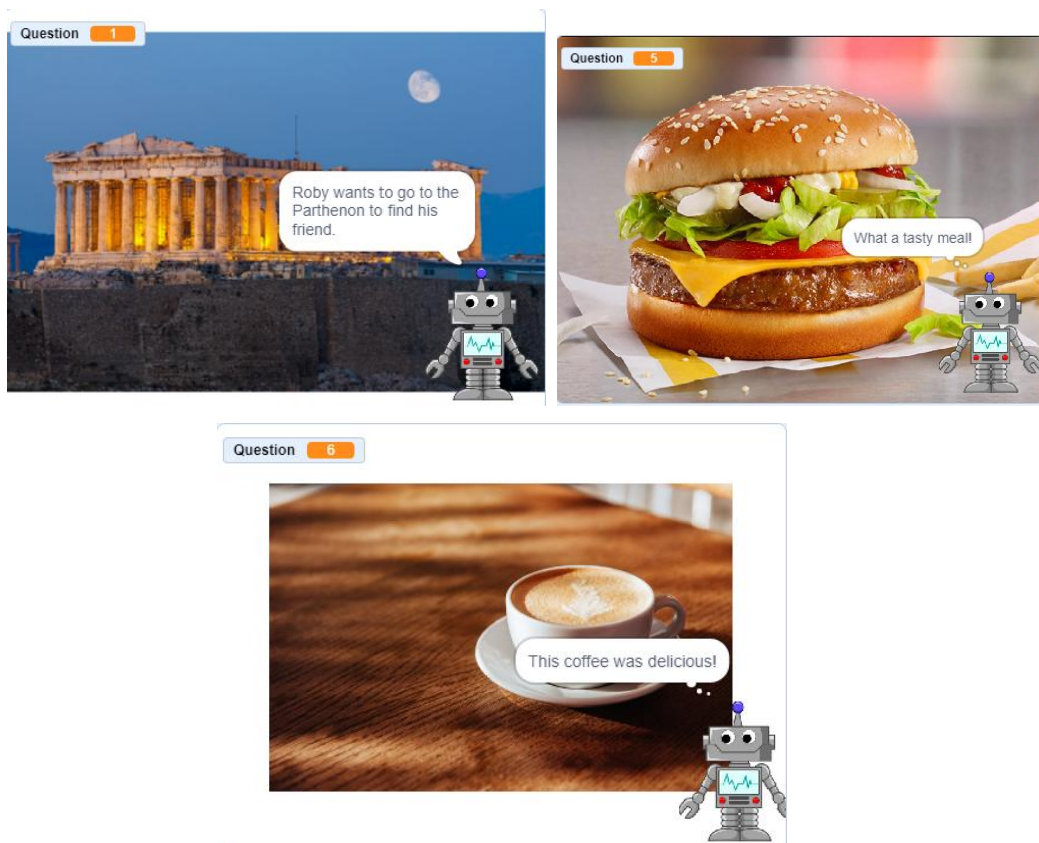 Question 1
Roby wants to go to the
Parthenon to find his
friend.
Question 5
What a tasty meal!
Question 6
This coffee was delicious!